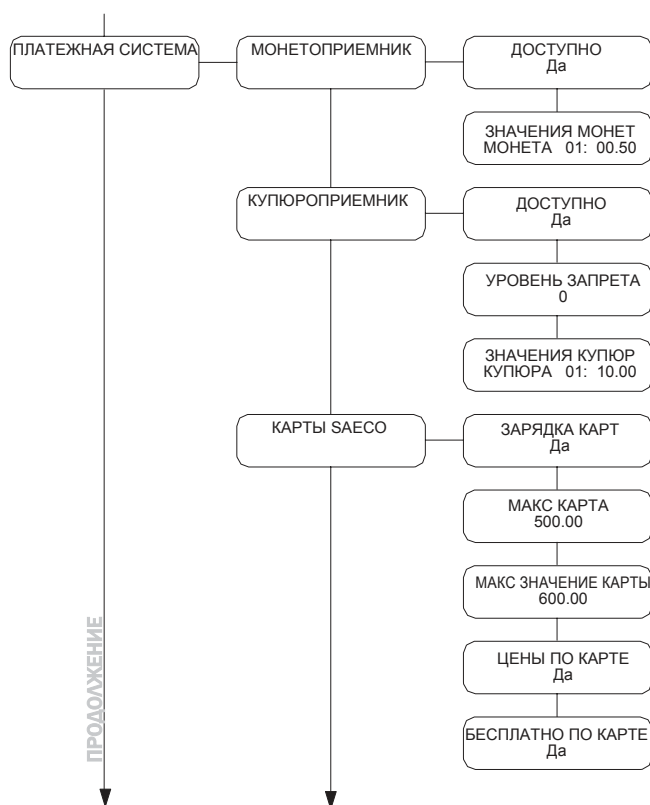 ПЛАТЕЖНАЯ СИСТЕМА
МОНЕТОПРИЕМНИК
ДОСТУПНО
Да
ЗНАЧЕНИЯ МОНЕТ
МОНЕТА 01: 00.50
КУПЮРОПРИЕМНИК
ДОСТУПНО
Да
УРОВЕНЬ ЗАПРЕТА
0
ЗНАЧЕНИЯ КУПЮР
КУПЮРА 01: 10.00
КАРТЫ SAECO
ЗАРЯДКА КАРТ
Да
МАКС КАРТА
500.00
МАКС ЗНАЧЕНИЕ КАРТЫ
600.00
ЦЕНЫ ПО КАРТЕ
Да
БЕСПЛАТНО ПО КАРТЕ
Да
ПРОДОЛЖЕНИЕ